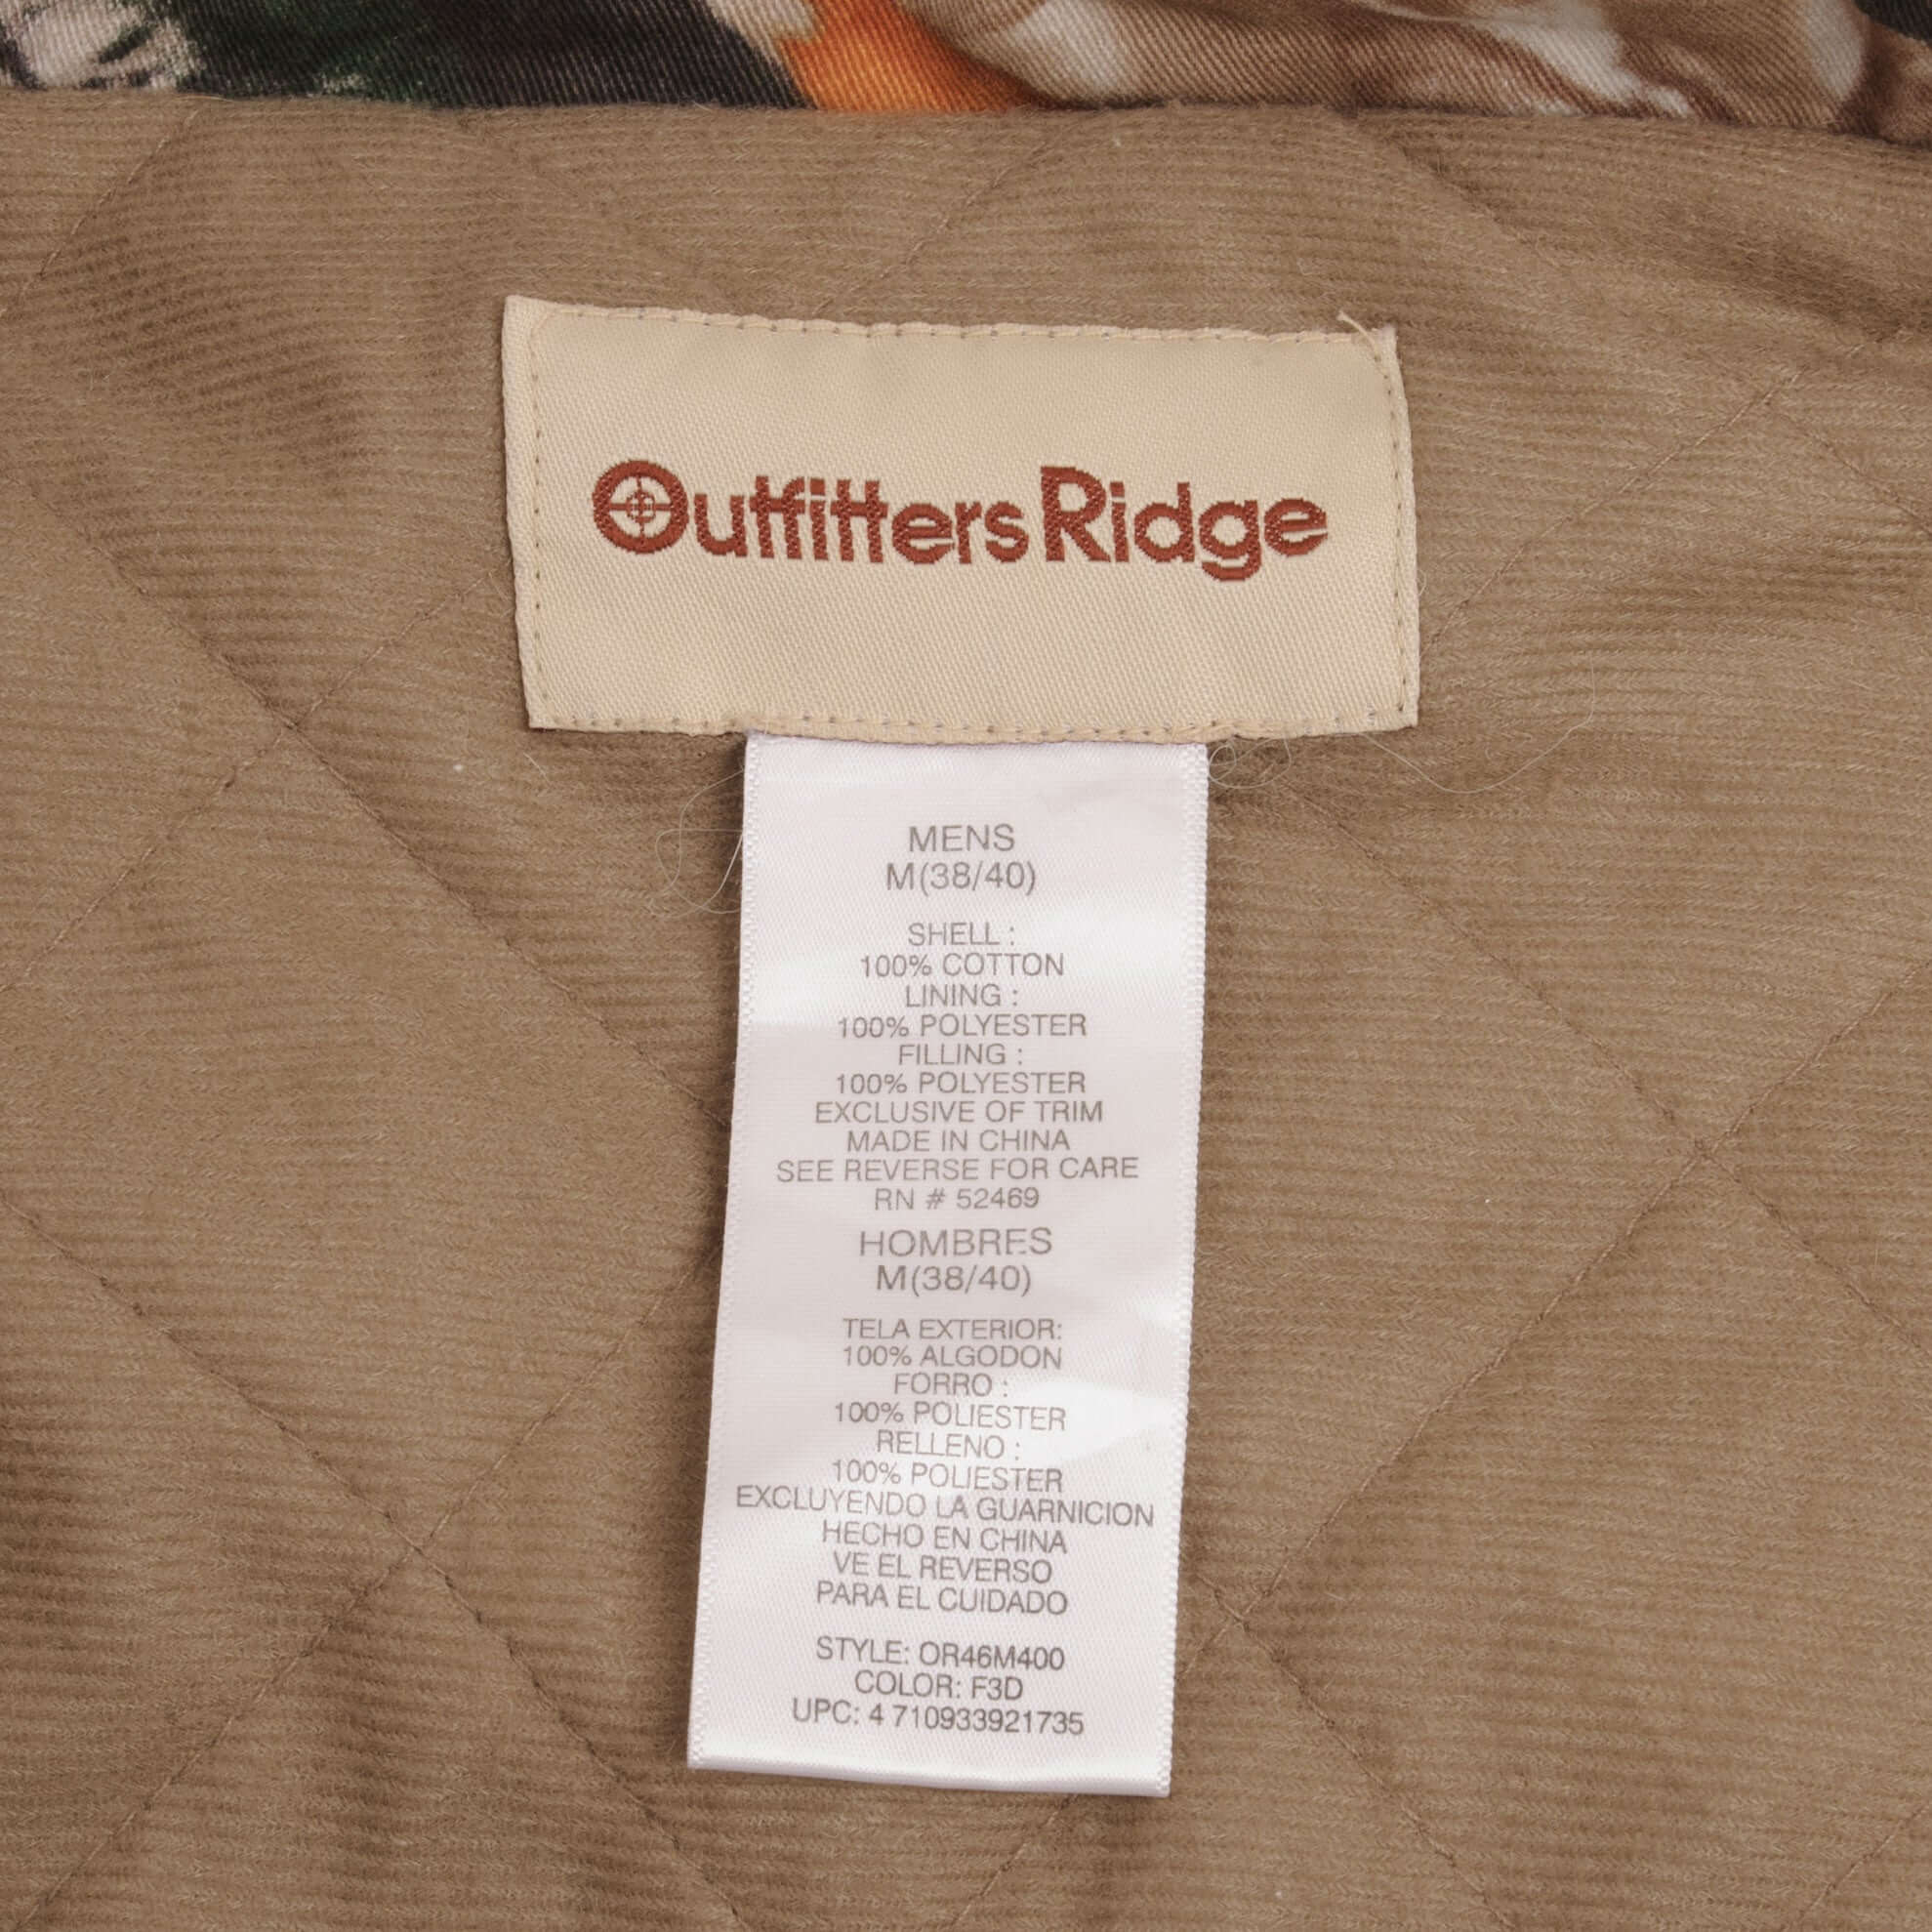 Outfitters Ridge
MENS
M(38/40)
SHELL :
100% COTTON
LINING :
100% POLYESTER
FILLING :
100% POLYESTER
EXCLUSIVE OF TRIM
MADE IN CHINA
SEE REVERSE FOR CARE
RN # 52469
HOMBRES
M(38/40)
TELA EXTERIOR:
100% ALGODON
FORRO :
100% POLIESTER
RELLENO :
100% POLIESTER
EXCLUYENDO LA GUARNICION
HECHO EN CHINA
VE EL REVERSO
PARA EL CUIDADO
STYLE: OR46M400
COLOR: F3D
UPC: 4 710933921735